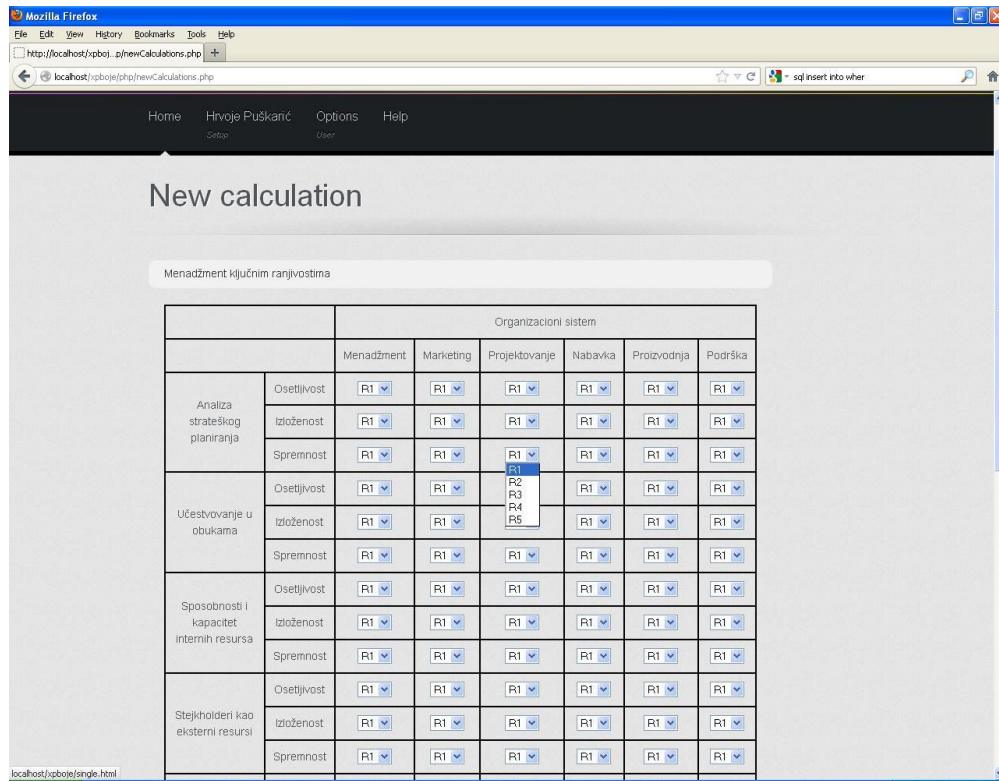 Mozilla Firefox
File Edit View History Bookmarks Tools Help
http://localhost/xpboj...p/newCalculations.php +
localhost/xpboje/php/newCalculations.php sql insert into wher
Home Hrvoje Puškarić Options Help
Setup User
New calculation
Menadžment ključnim ranjivostima
Organizacioni sistem
Menadžment Marketing Projektovanje Nabavka Proizvodnja Podrška
Analiza strateškog planiranja
Osetljivost R1 R1 R1 R1 R1 R1
Izloženost R1 R1 R1 R1 R1 R1
Spremnost R1 R1 R1 R1 R1 R1
R1
R2
R3
R4
R5
Učestvovanje u obukama
Osetljivost R1 R1 R1 R1 R1
Izloženost R1 R1 R1 R1 R1
Spremnost R1 R1 R1 R1 R1 R1
Sposobnosti i kapacitet internih resursa
Osetljivost R1 R1 R1 R1 R1 R1
Izloženost R1 R1 R1 R1 R1 R1
Spremnost R1 R1 R1 R1 R1 R1
Stejkholderi kao eksterni resursi
Osetljivost R1 R1 R1 R1 R1 R1
Izloženost R1 R1 R1 R1 R1 R1
Spremnost R1 R1 R1 R1 R1 R1
localhost/xpboje/single.html